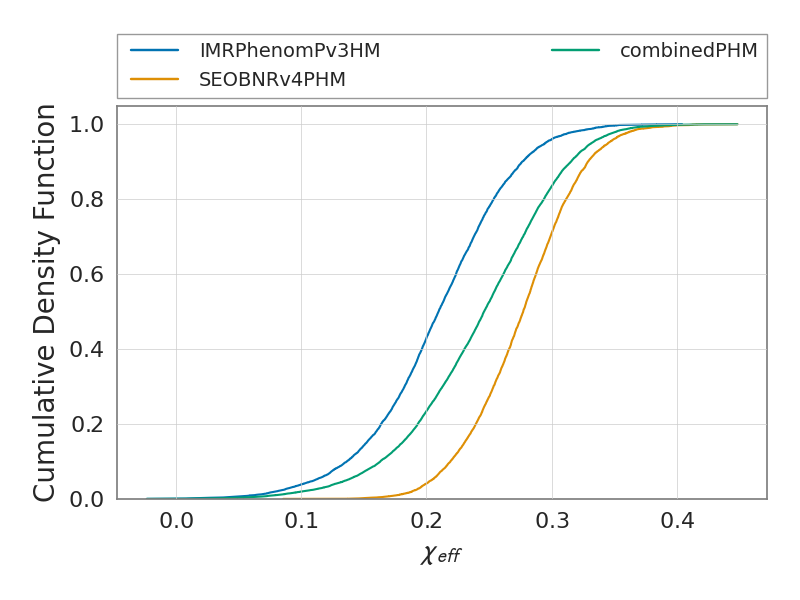 IMRPhenomPv3HM
SEOBNRv4PHM
combinedPHM
Cumulative Density Function
1.0
0.8
0.6
0.4
0.2
0.0
0.0 0.1 0.2 0.3 0.4
χeff